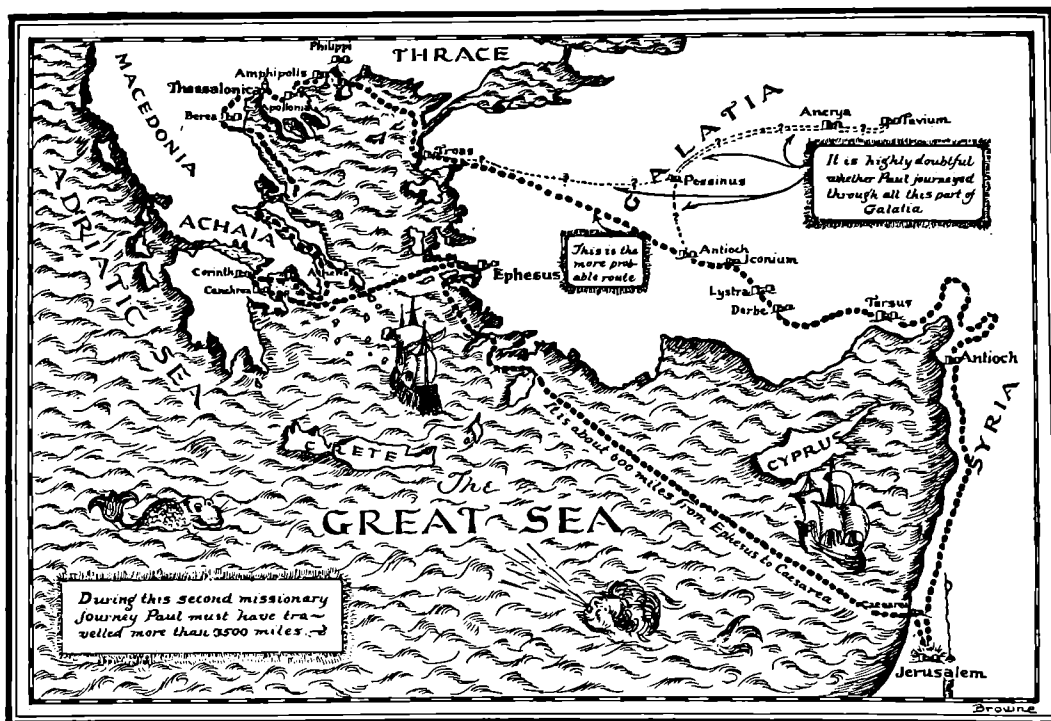 Philippi
THRACE
MACEDONIA
Amphipolis
Thessalonica
Apollonia
Berea
GALATIA
Ancrya
Tavium
It is highly doubtful
whether Paul journeyed
through all this part of
Galatia
Troas
Pessinus
ADRIATIC SEA
ACHAIA
This is the
more prob-
able route
Antioch
Iconium
Corinth
Athens
Cenchrea
Ephesus
Lystra
Derbe
Tarsus
Antioch
SYRIA
It is about 600 miles from Ephesus to Caesarea
CRETE
CYPRUS
The
GREAT SEA
During this second missionary
journey Paul must have tra-
velled more than 3500 miles.
Caesarea
Jerusalem
Browne